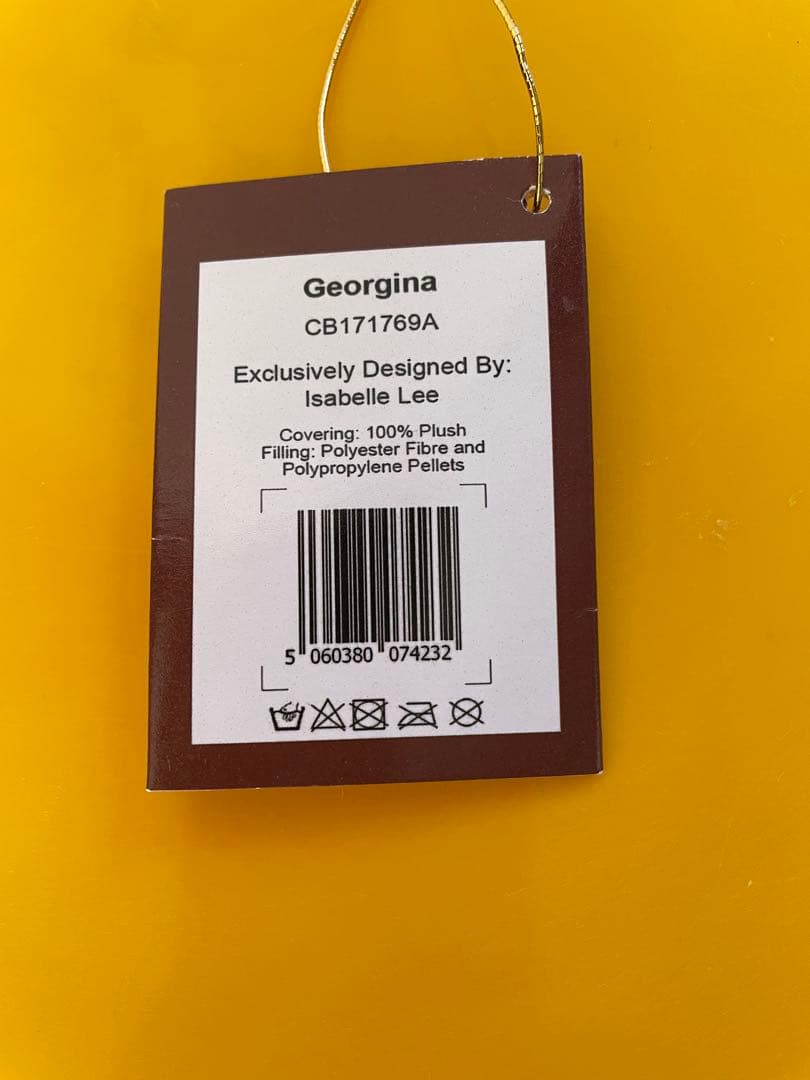 Georgina
CB171769A
Exclusively Designed By:
Isabelle Lee
Covering: 100% Plush
Filling: Polyester Fibre and
Polypropylene Pellets
5 060380 074232